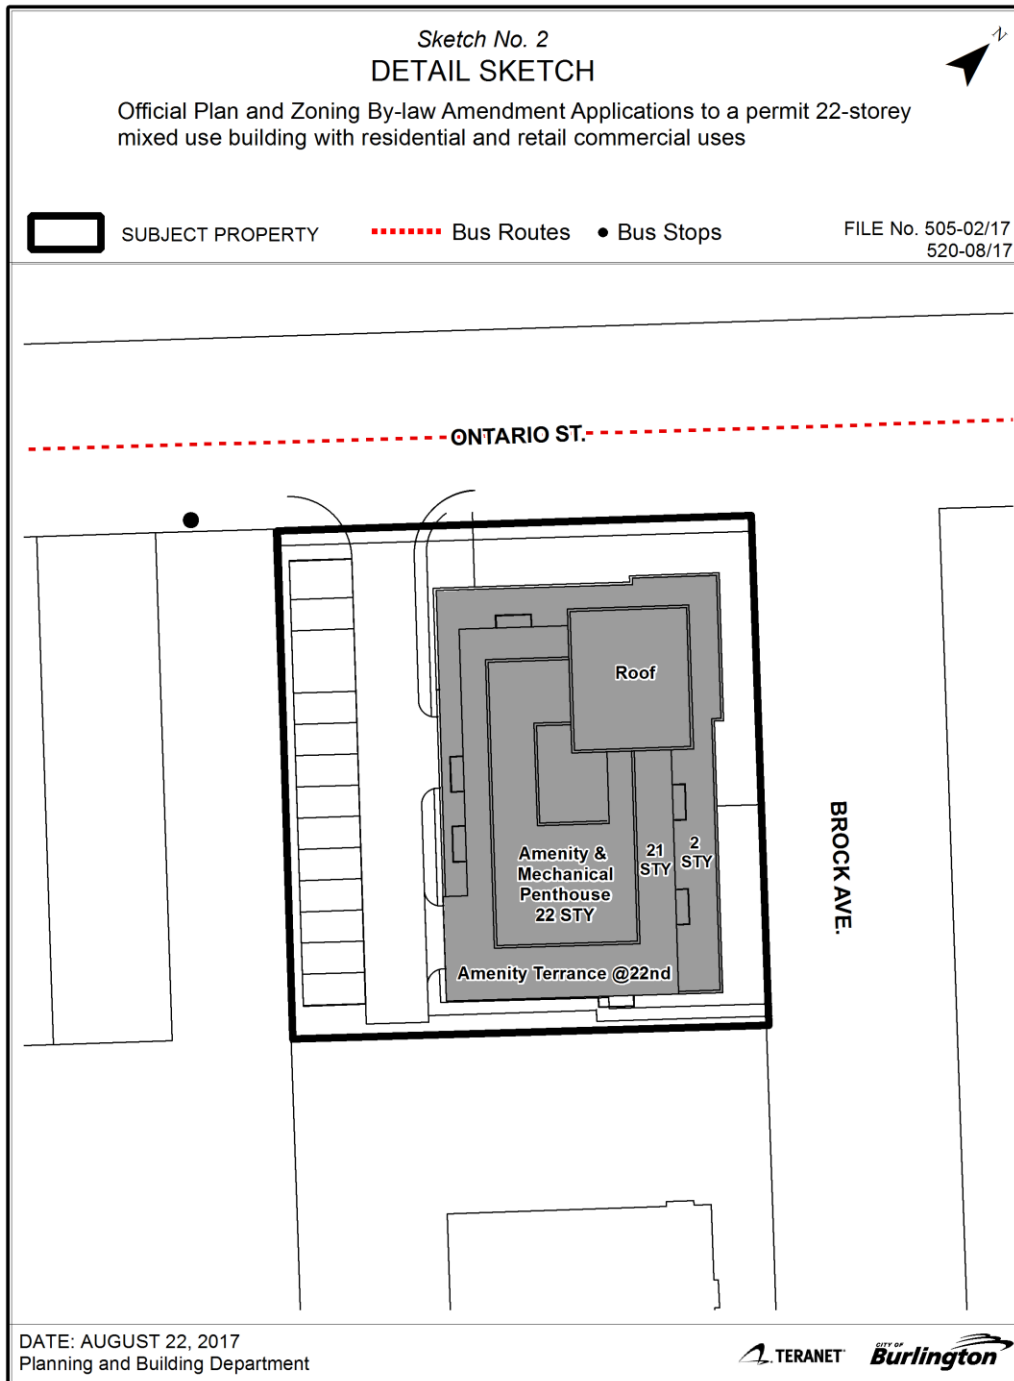 Sketch No. 2
DETAIL SKETCH
N
Official Plan and Zoning By-law Amendment Applications to a permit 22-storey
mixed use building with residential and retail commercial uses
SUBJECT PROPERTY
Bus Routes
Bus Stops
FILE No. 505-02/17
520-08/17
ONTARIO ST.
Roof
BROCK AVE.
21
STY
2
STY
Amenity &
Mechanical
Penthouse
22 STY
Amenity Terrance @22nd
DATE: AUGUST 22, 2017
Planning and Building Department
TERANET
CITY OF
Burlington